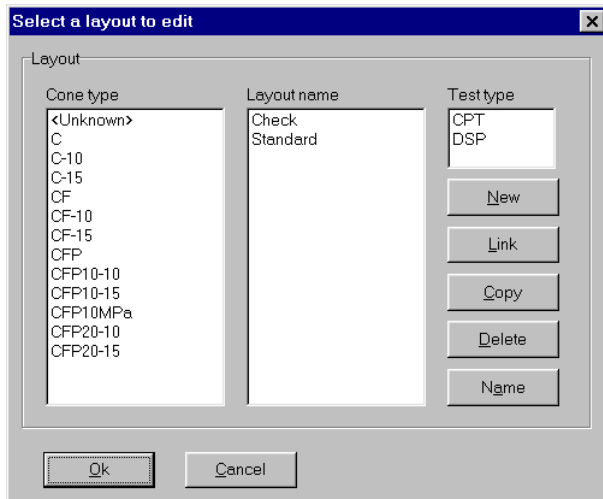 Select a layout to edit
Layout
Cone type
<Unknown>
C
C-10
C-15
CF
CF-10
CF-15
CFP
CFP10-10
CFP10-15
CFP10MPa
CFP20-10
CFP20-15
Layout name
Check
Standard
Test type
CPT
DSP
New
Link
Copy
Delete
Name
Ok
Cancel